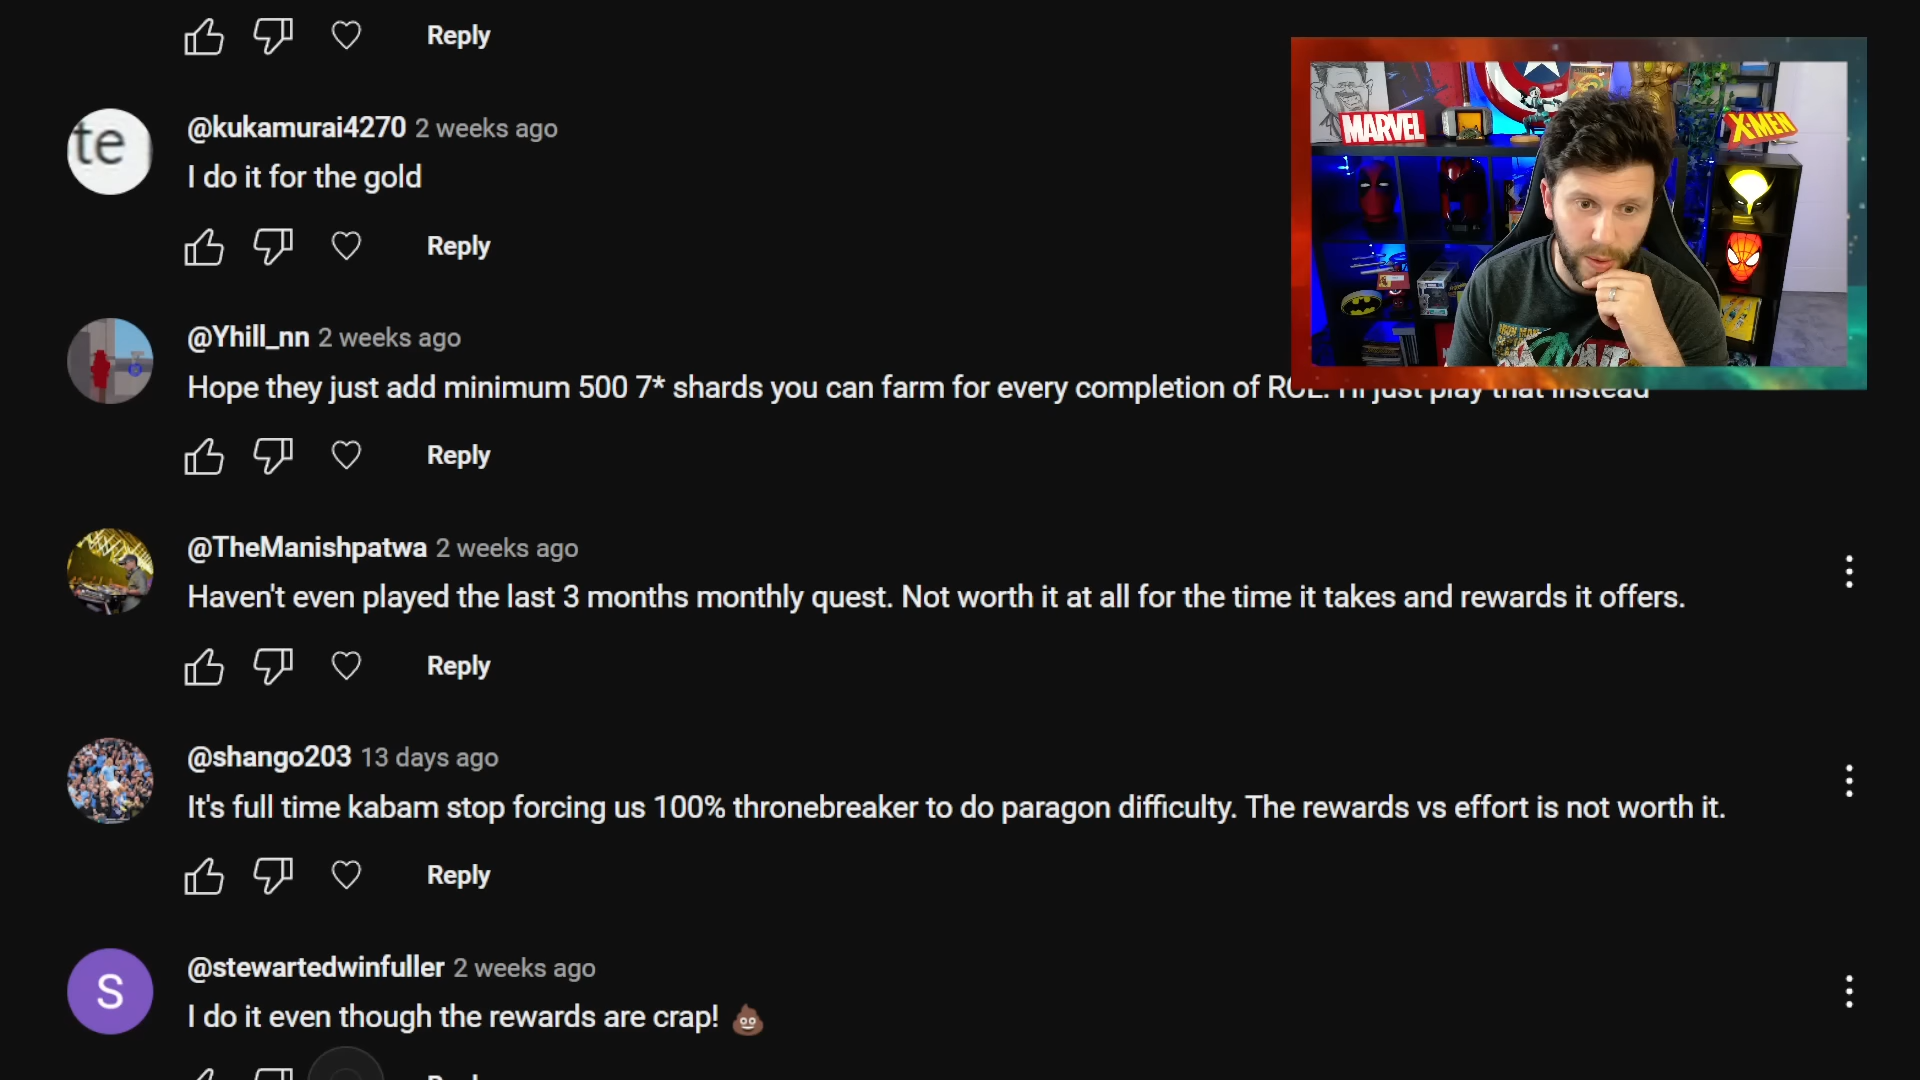 Reply
MARVEL
X-MEN
te
@kukamurai4270 2 weeks ago
I do it for the gold
Reply
@Yhill_nn 2 weeks ago
Hope they just add minimum 500 7* shards you can farm for every completion of ROL. I'll just play that instead
Reply
@TheManishpatwa 2 weeks ago
Haven't even played the last 3 months monthly quest. Not worth it at all for the time it takes and rewards it offers.
Reply
@shango203 13 days ago
It's full time kabam stop forcing us 100% thronebreaker to do paragon difficulty. The rewards vs effort is not worth it.
Reply
S
@stewartedwinfuller 2 weeks ago
I do it even though the rewards are crap! 💩